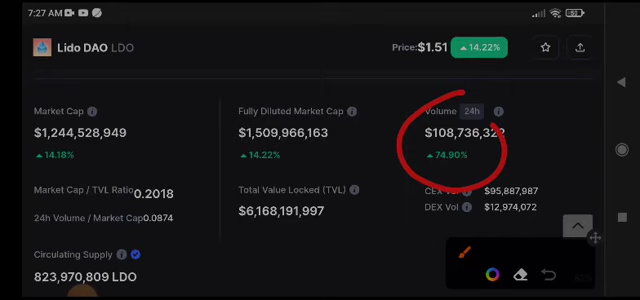 7:27 AM
Lido DAO LDO
Price: $1.51 14.22%
Market Cap
$1,244,528,949
14.18%
Fully Diluted Market Cap
$1,509,966,163
14.22%
Volume 24h
$108,736,322
74.90%
Market Cap / TVL Ratio 0.2018
24h Volume / Market Cap 0.0874
Total Value Locked (TVL)
$6,168,191,997
CEX Vol $95,887,987
DEX Vol $12,974,072
Circulating Supply
823,970,809 LDO